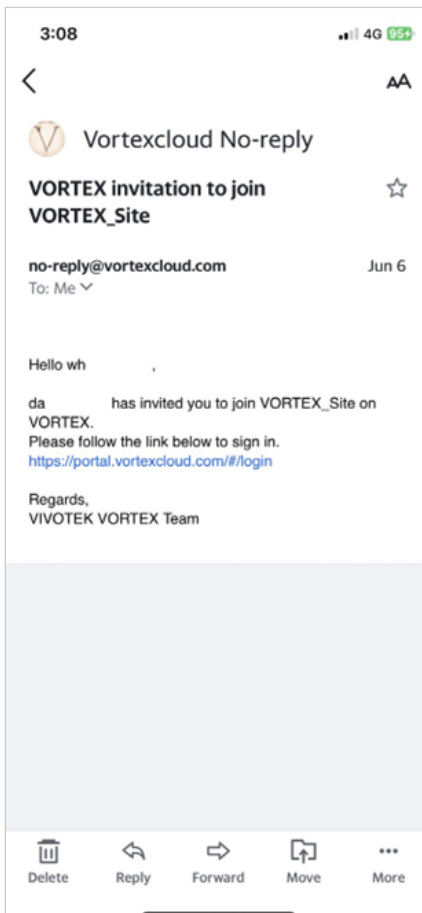 3:08 4G 95
AA
Vortexcloud No-reply
VORTEX invitation to join
VORTEX_Site
no-reply@vortexcloud.com Jun 6
To: Me
Hello wh ,
da has invited you to join VORTEX_Site on
VORTEX.
Please follow the link below to sign in.
https://portal.vortexcloud.com/#/login
Regards,
VIVOTEK VORTEX Team
Delete Reply Forward Move More